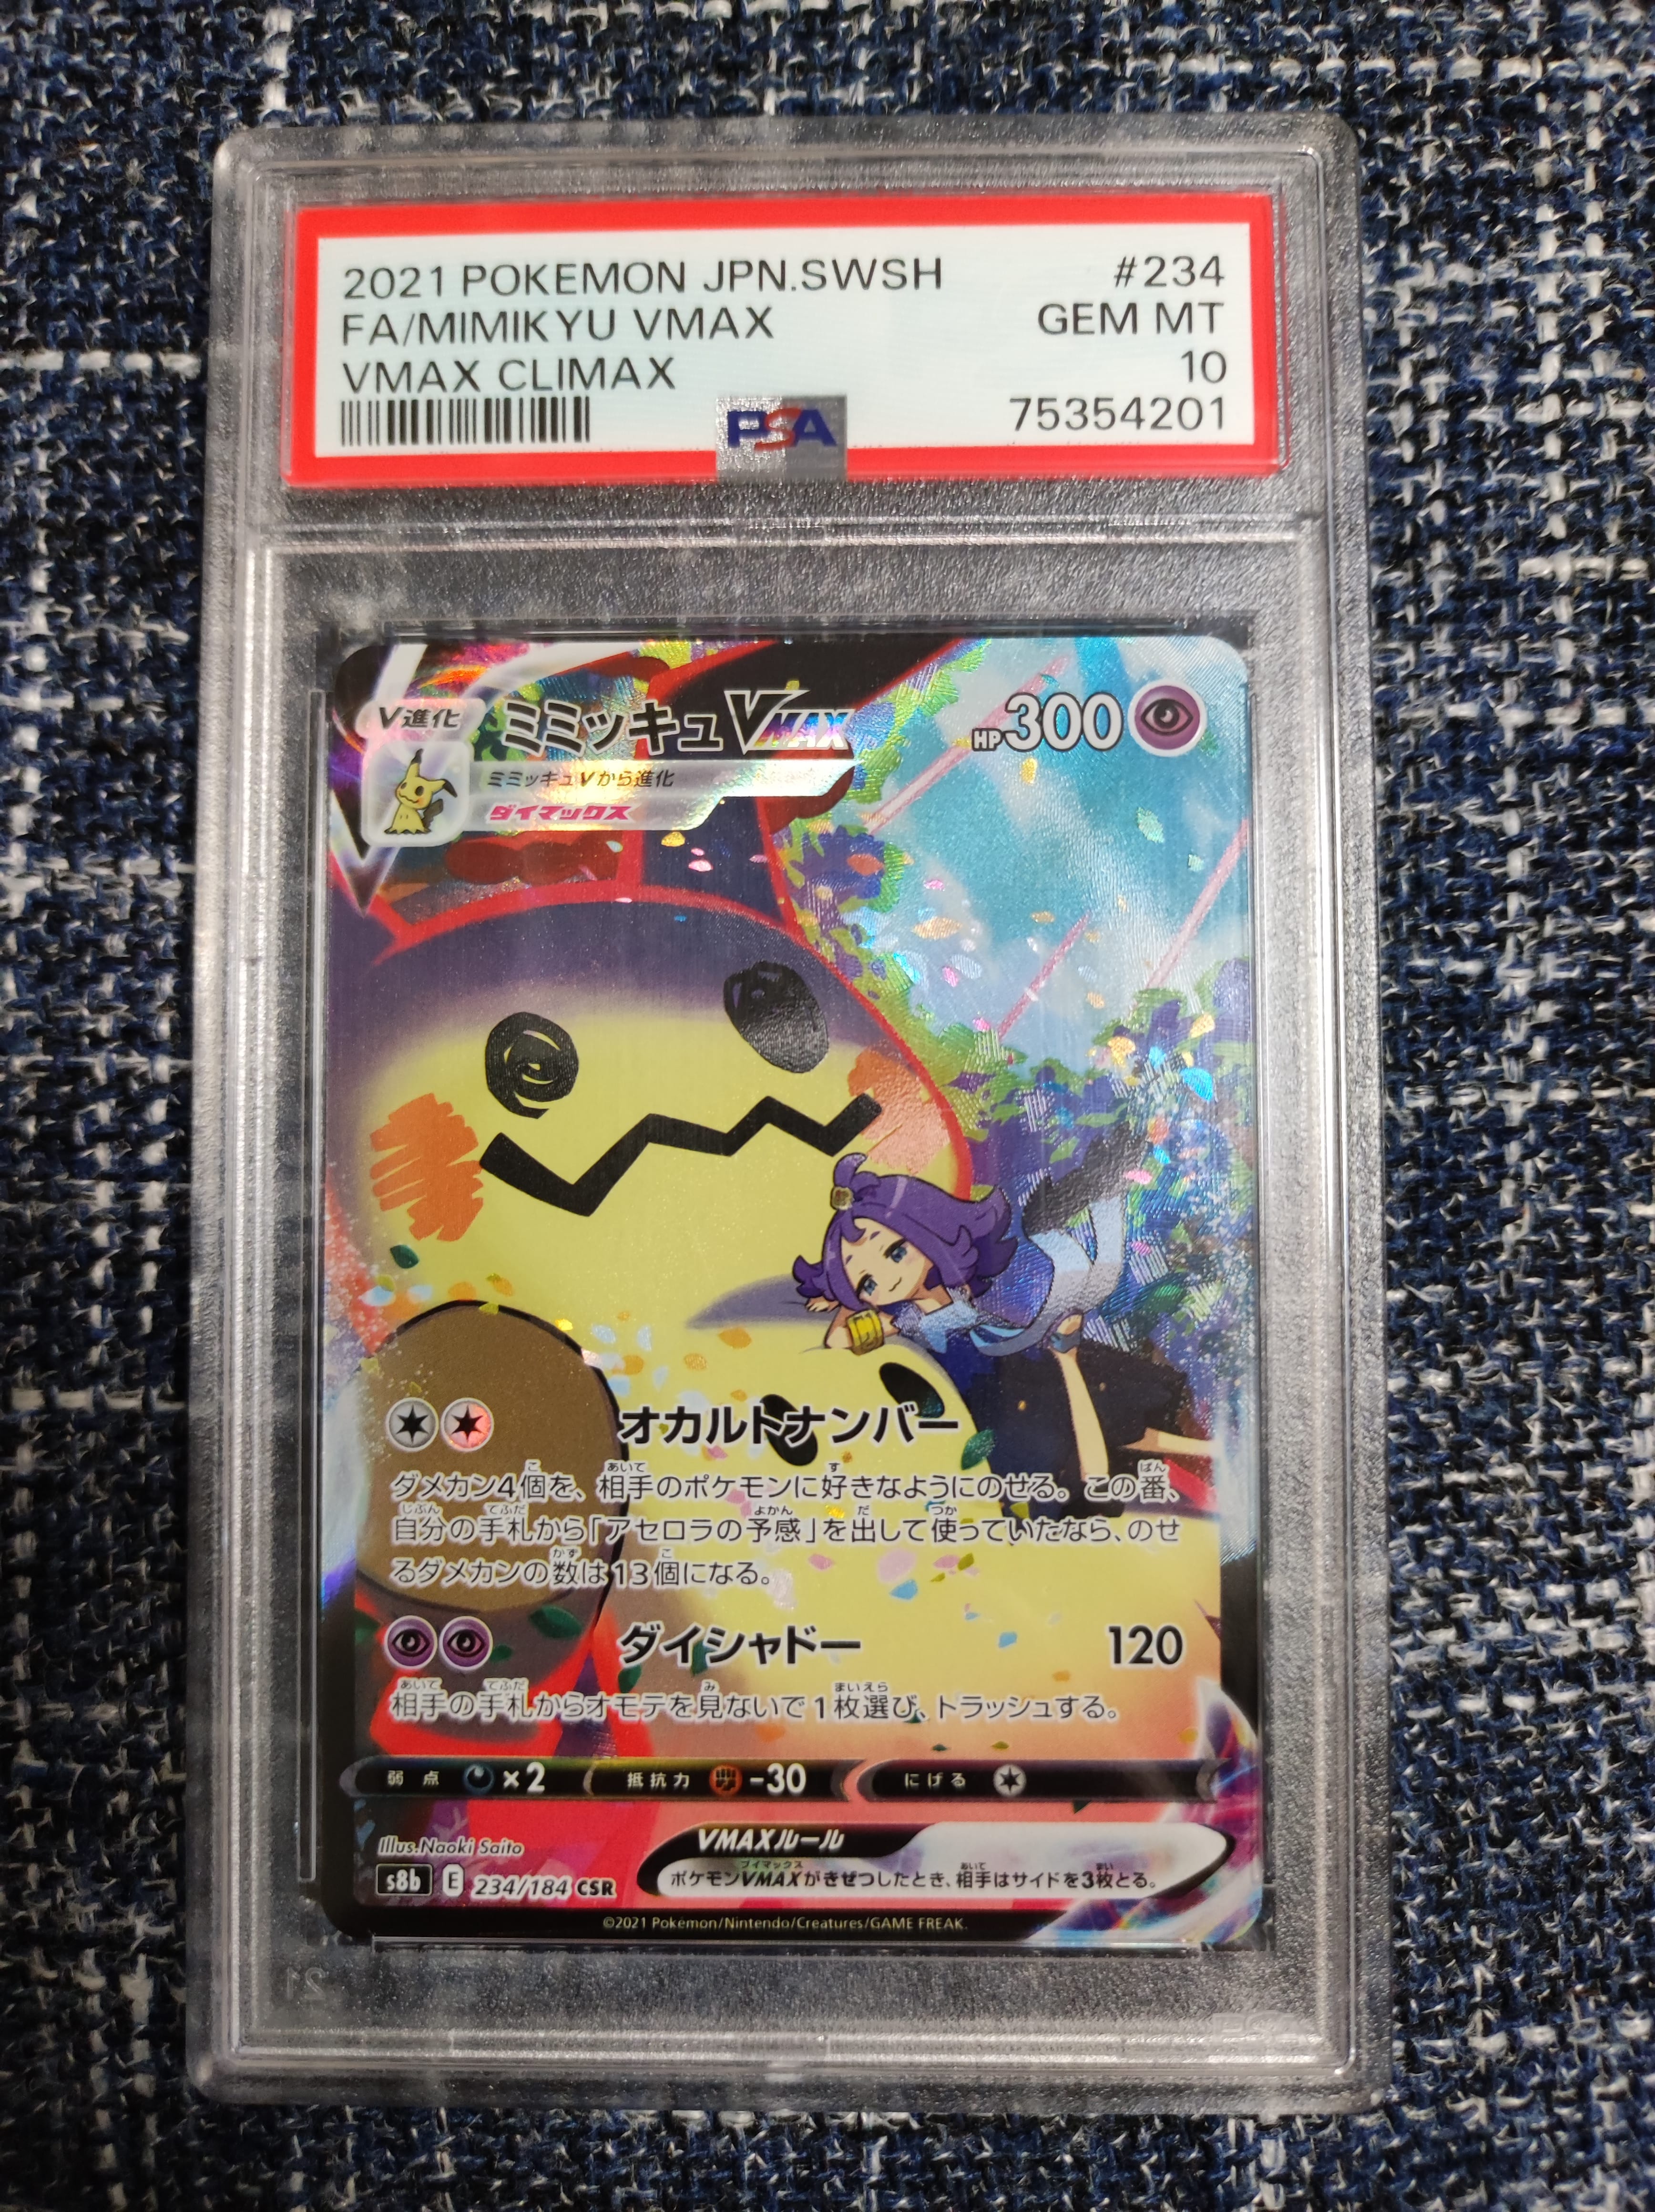 2021 POKEMON JPN.SWSH #234
FA/MIMIKYU VMAX GEM MT
VMAX CLIMAX 10
PSA 75354201
V進化 ミミッキュVMAX HP300
ミミッキュVから進化
ダイマックス
オカルトナンバー
ダメカン4個を、相手のポケモンに好きなようにのせる。この番、
自分の手札から「アセロラの予感」を出して使っていたなら、のせ
るダメカンの数は13個になる。
ダイシャドー 120
相手の手札からオモテを見ないで1枚選び、トラッシュする。
弱点 ×2 抵抗力 -30 にげる
Illus.Naoki Saito
VMAXルール
ポケモンVMAXがきぜつしたとき、相手はサイドを3枚とる。
s8b E 234/184 CSR
©2021 Pokémon/Nintendo/Creatures/GAME FREAK.